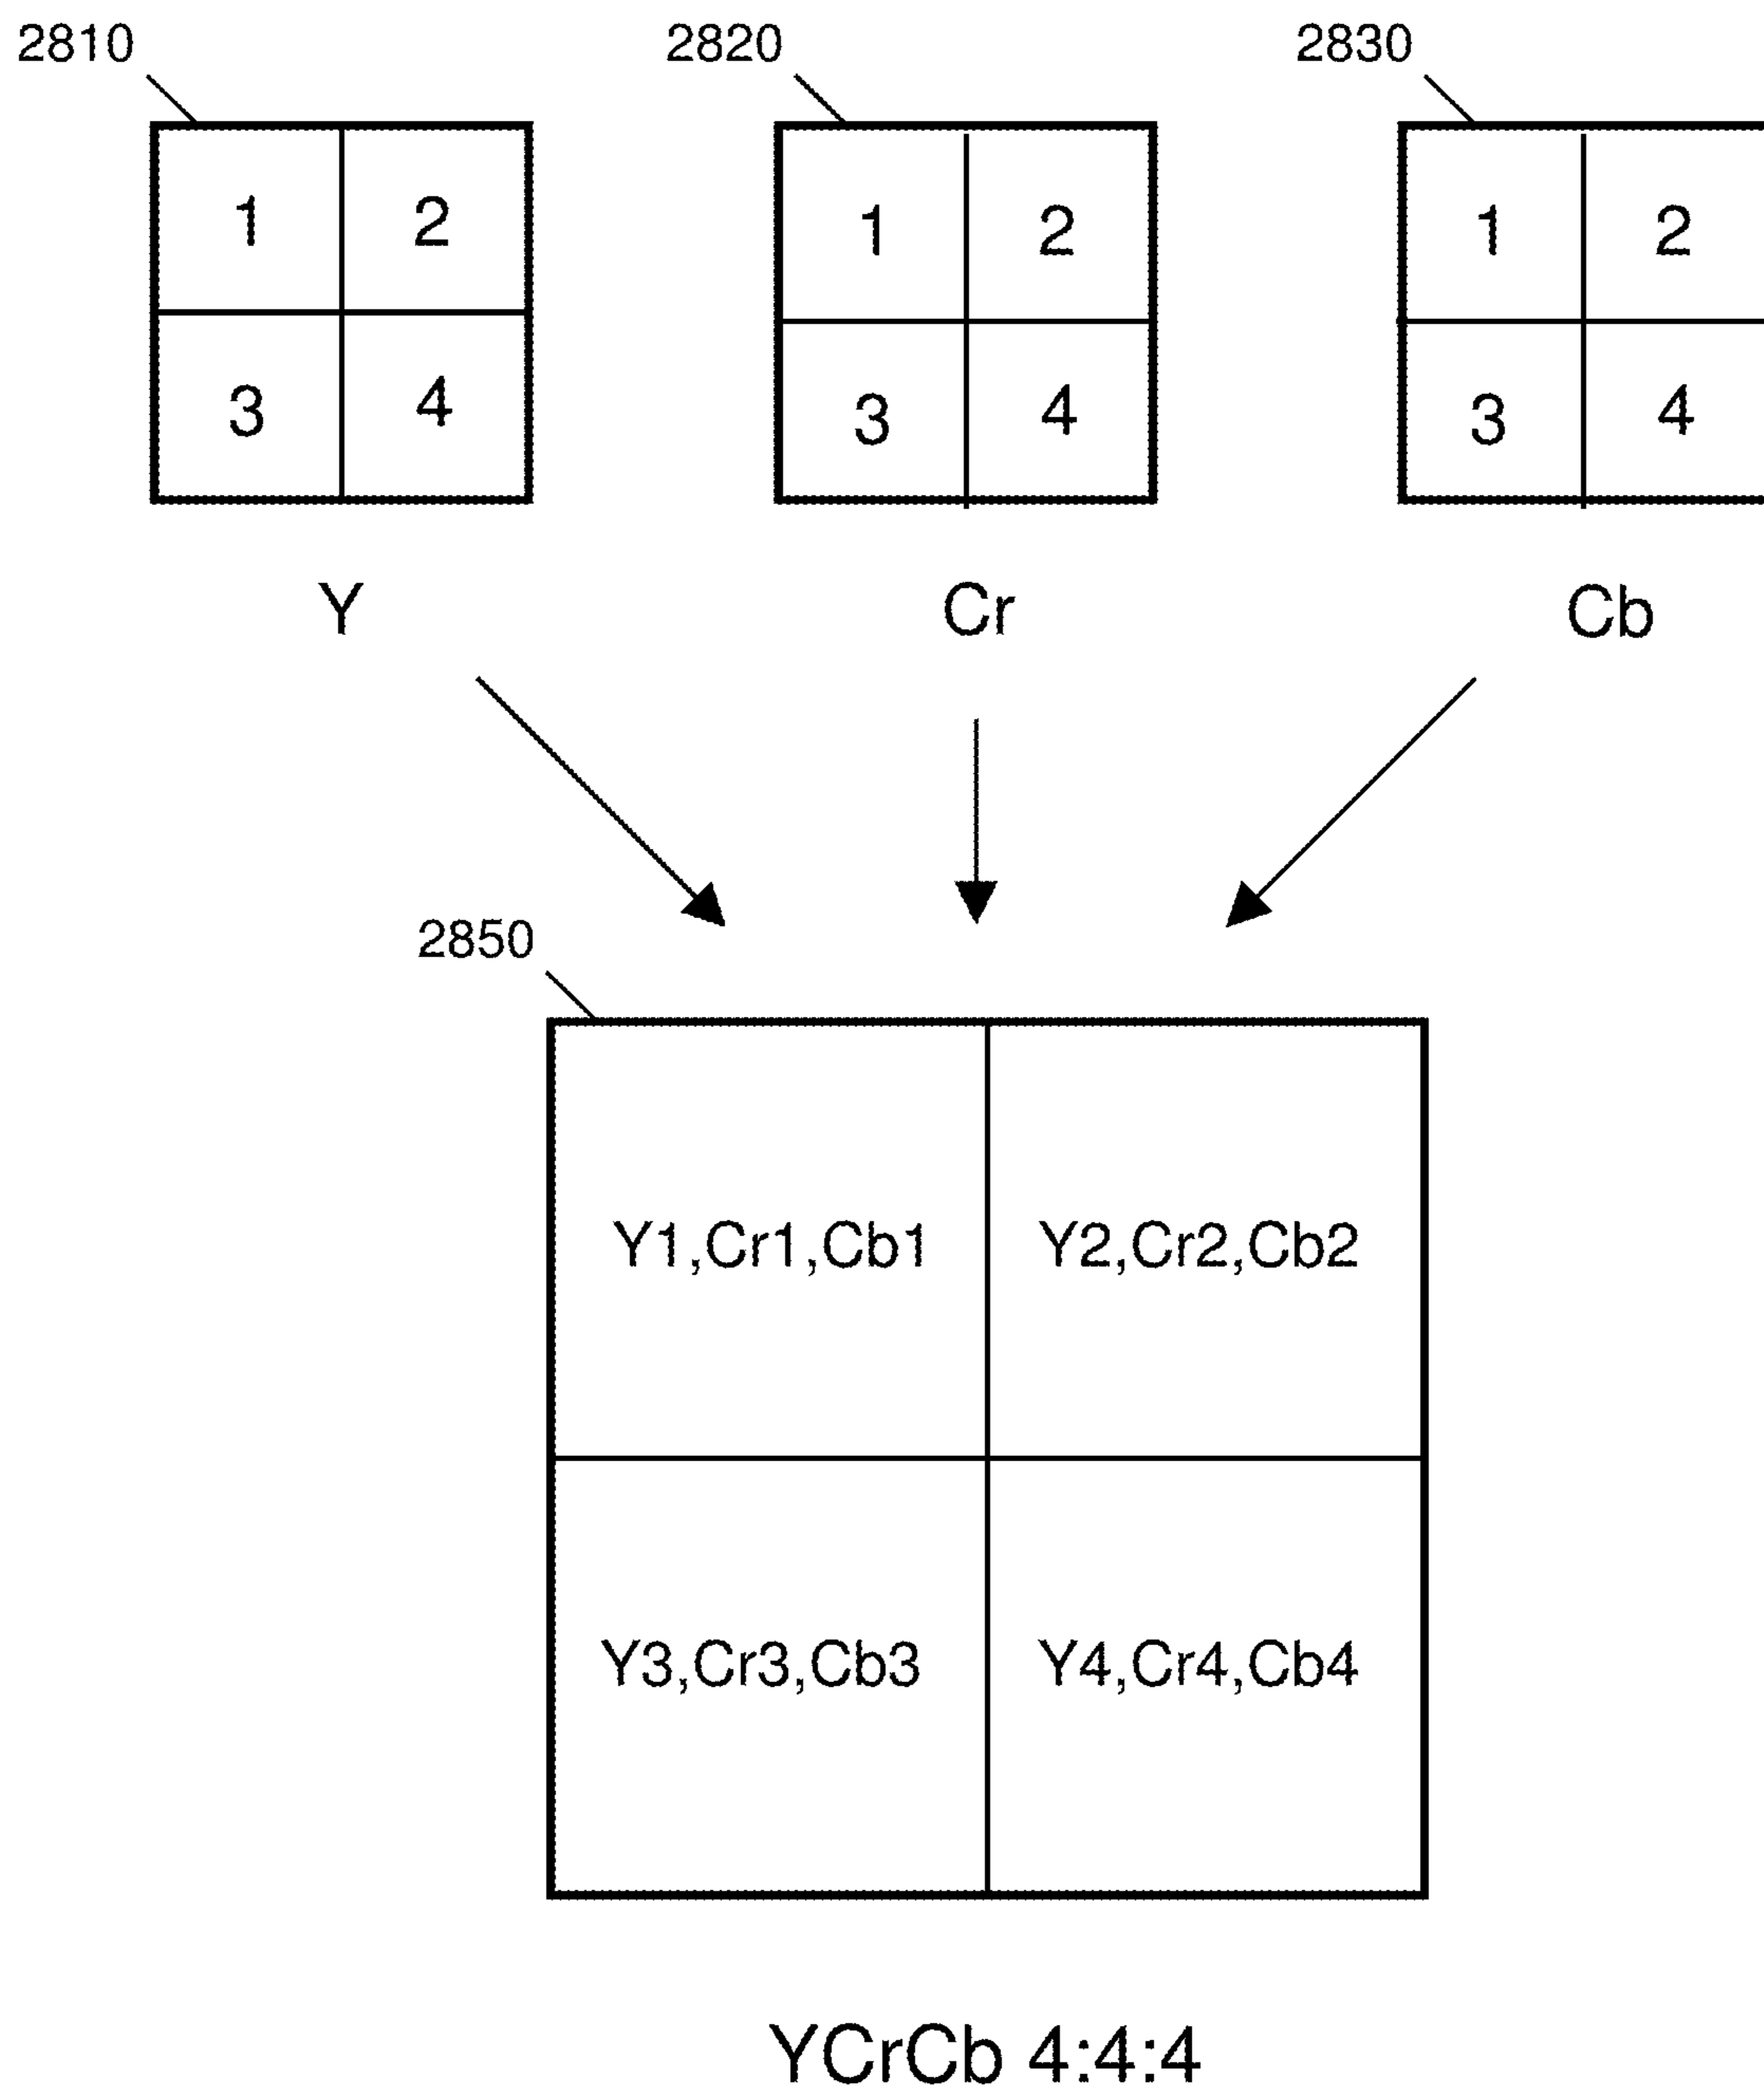 2810 2820 2830
1 2 1 2 1 2
3 4 3 4 3 4
Y Cr Cb
2850
Y1,Cr1,Cb1 Y2,Cr2,Cb2
Y3,Cr3,Cb3 Y4,Cr4,Cb4
YCrCb 4:4:4